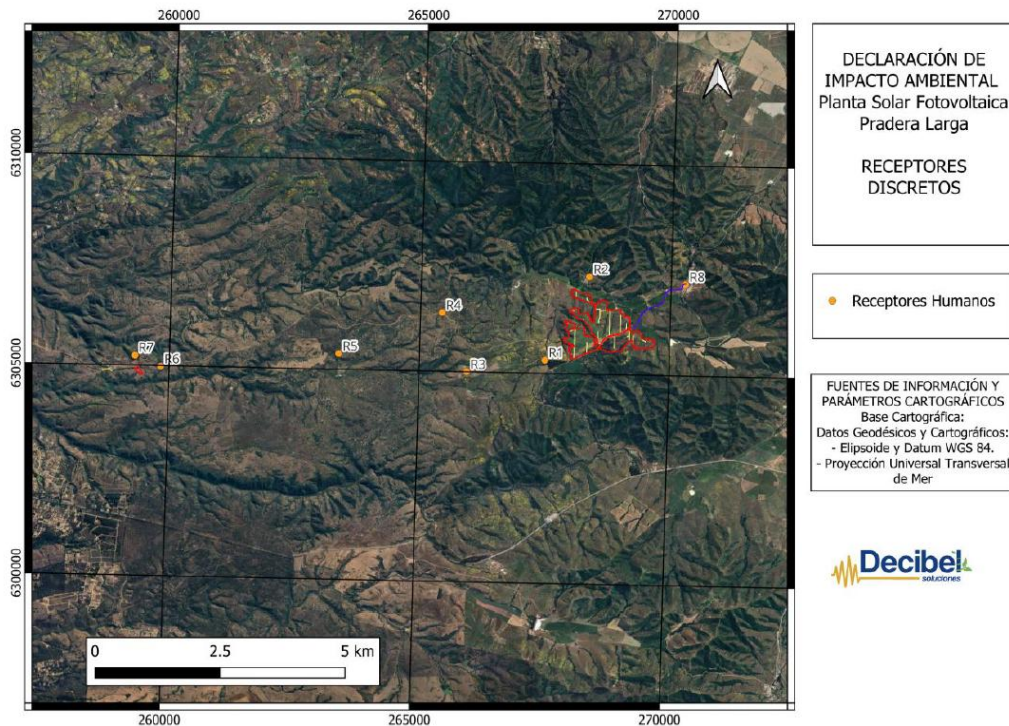 260000
265000
270000
6310000
6305000
6300000
R2
R8
R4
R7
R6
R5
R3
R1
0
2.5
5 km
260000
265000
270000
DECLARACIÓN DE
IMPACTO AMBIENTAL
Planta Solar Fotovoltaica
Pradera Larga
RECEPTORES
DISCRETOS
Receptores Humanos
FUENTES DE INFORMACIÓN Y
PARÁMETROS CARTOGRÁFICOS
Base Cartográfica:
Datos Geodésicos y Cartográficos:
- Elipsoide y Datum WGS 84.
- Proyección Universal Transversal
de Mer
Decibel
soluciones